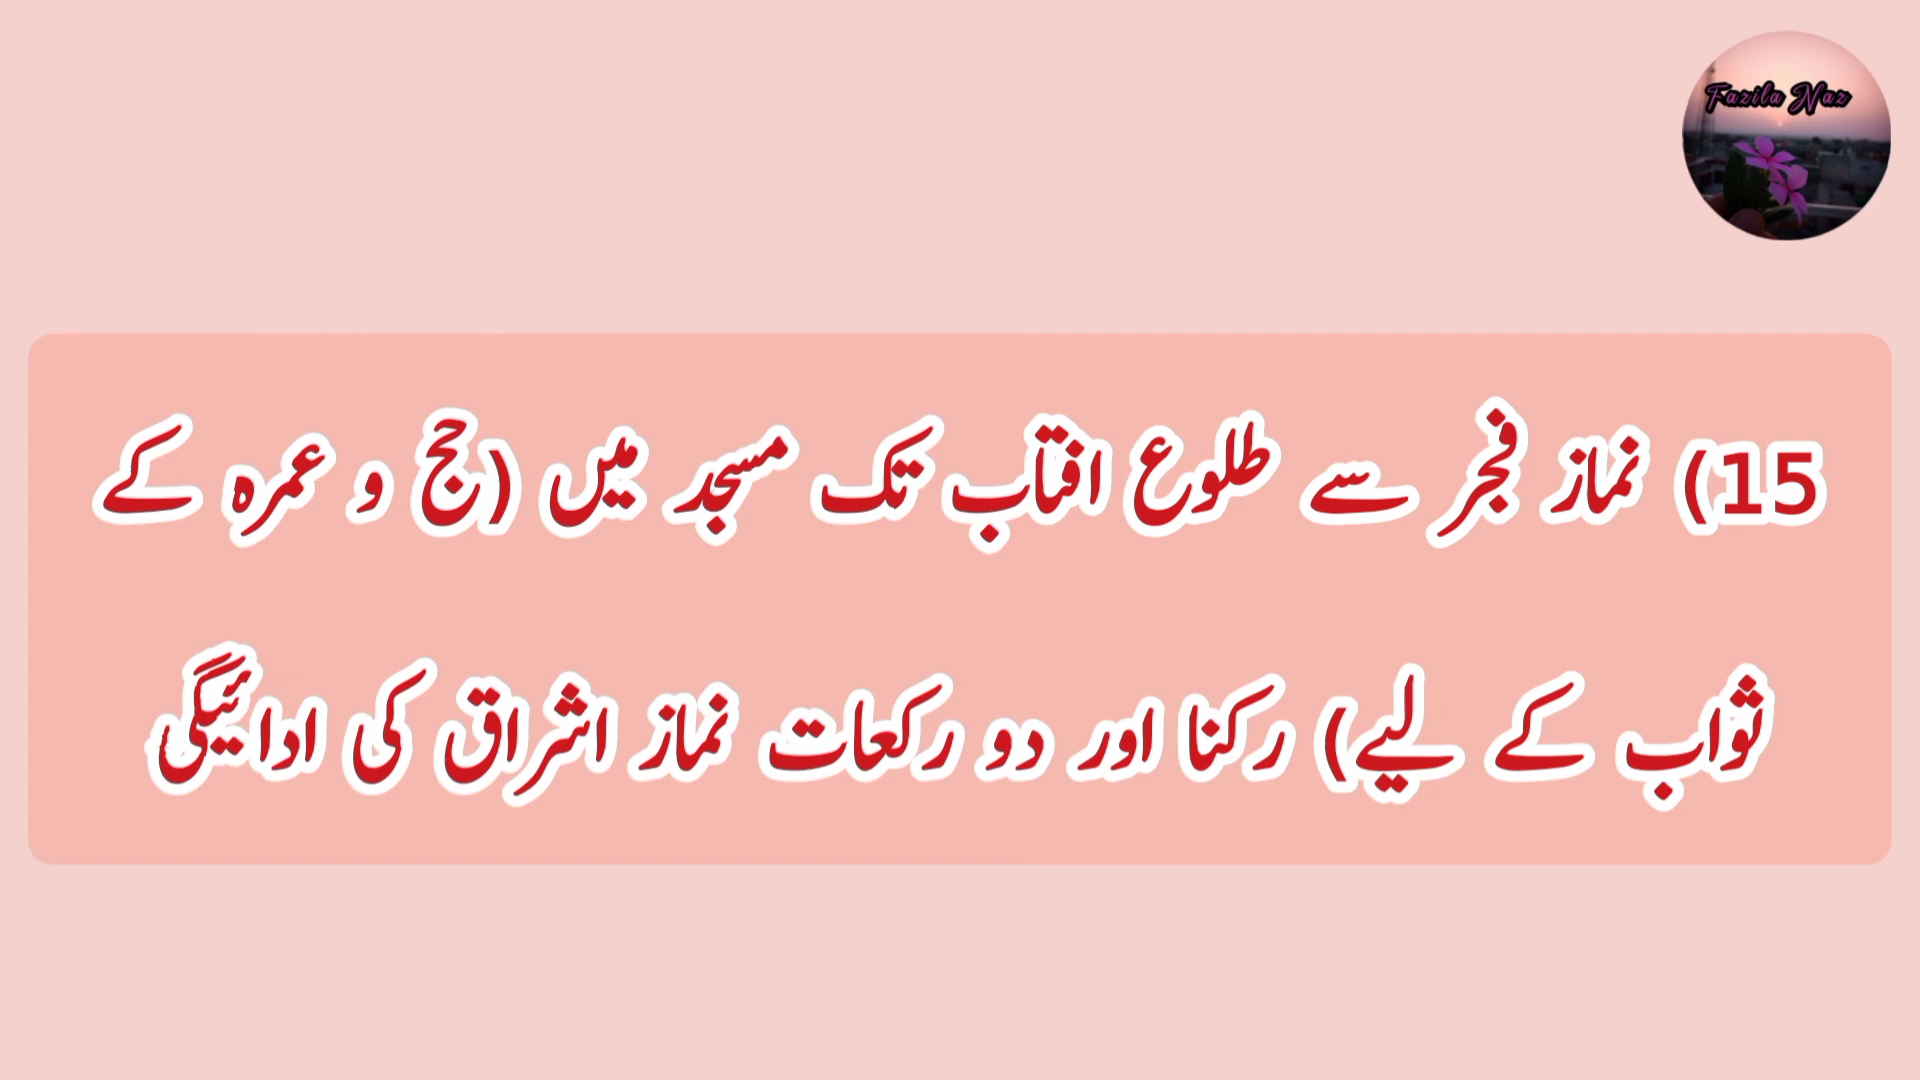 Fazila Naz
15) نماز فجر سے طلوع افتاب تک مسجد میں (حج و عمرہ کے
ثواب کے لیے) رکنا اور دو رکعات نماز اشراق کی ادائیگی